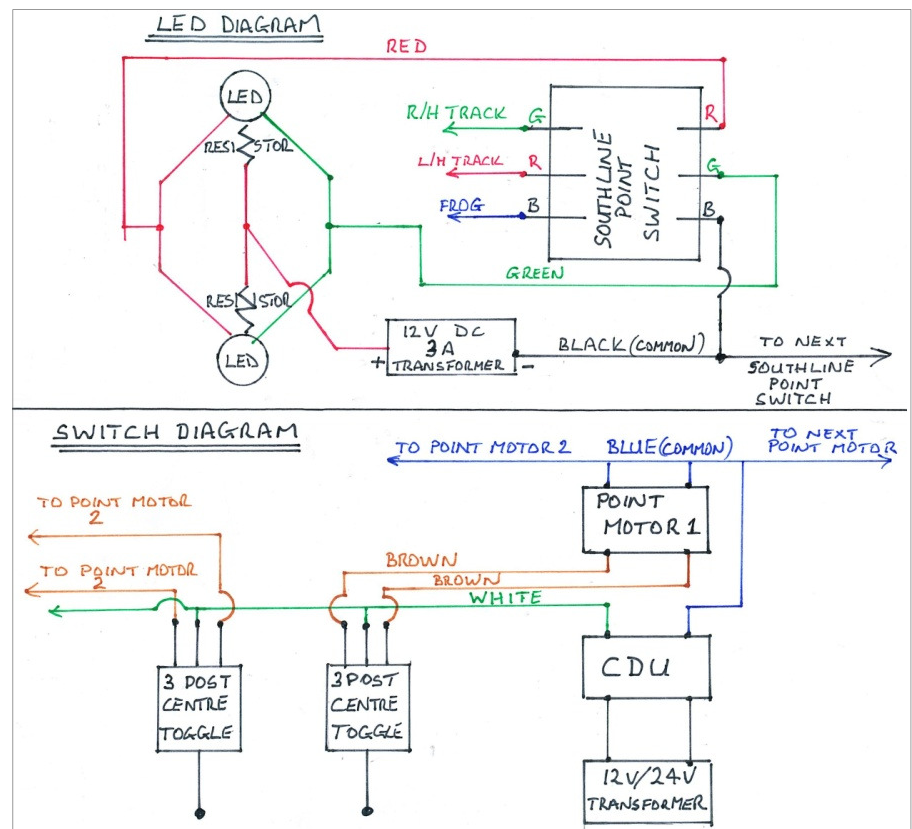 LED DIAGRAM
RED
LED
RESISTOR
R/H TRACK
G
R
L/H TRACK
R
G
FROG
B
B
SOUTHLINE
POINT
SWITCH
GREEN
RESISTOR
LED
12V DC
3A
TRANSFORMER
+
-
BLACK (COMMON)
TO NEXT
SOUTHLINE
POINT
SWITCH
SWITCH DIAGRAM
TO POINT MOTOR 2
BLUE (COMMON)
TO NEXT
POINT MOTOR
TO POINT MOTOR
2
POINT
MOTOR 1
TO POINT MOTOR
2
BROWN
BROWN
WHITE
3 POST
CENTRE
TOGGLE
3 POST
CENTRE
TOGGLE
CDU
12V/24V
TRANSFORMER